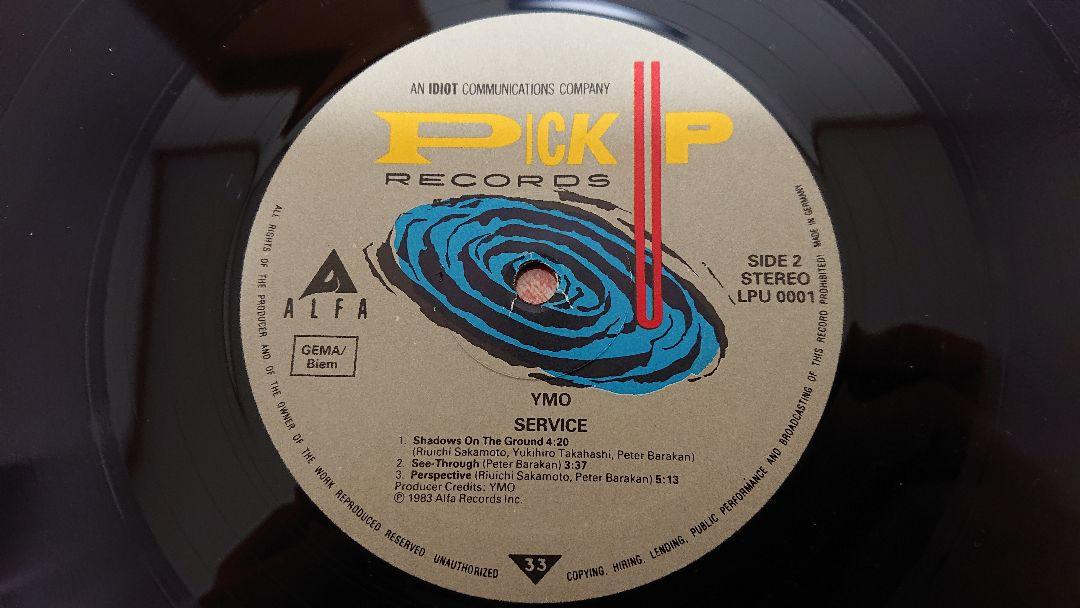 AN IDIOT COMMUNICATIONS COMPANY
PICK UP
RECORDS
ALFA
GEMA/
Biem
SIDE 2
STEREO
LPU 0001
YMO
SERVICE
1. Shadows On The Ground 4:20
(Riuichi Sakamoto, Yukihiro Takahashi, Peter Barakan)
2. See-Through (Peter Barakan) 3:37
3. Perspective (Riuichi Sakamoto, Peter Barakan) 5:13
Producer Credits: YMO
℗ 1983 Alfa Records Inc.
33
ALL RIGHTS OF THE PRODUCER AND OF THE OWNER OF THE WORK REPRODUCED RESERVED UNAUTHORIZED COPYING, HIRING, LENDING, PUBLIC PERFORMANCE AND BROADCASTING OF THIS RECORD PROHIBITED! MADE IN GERMANY